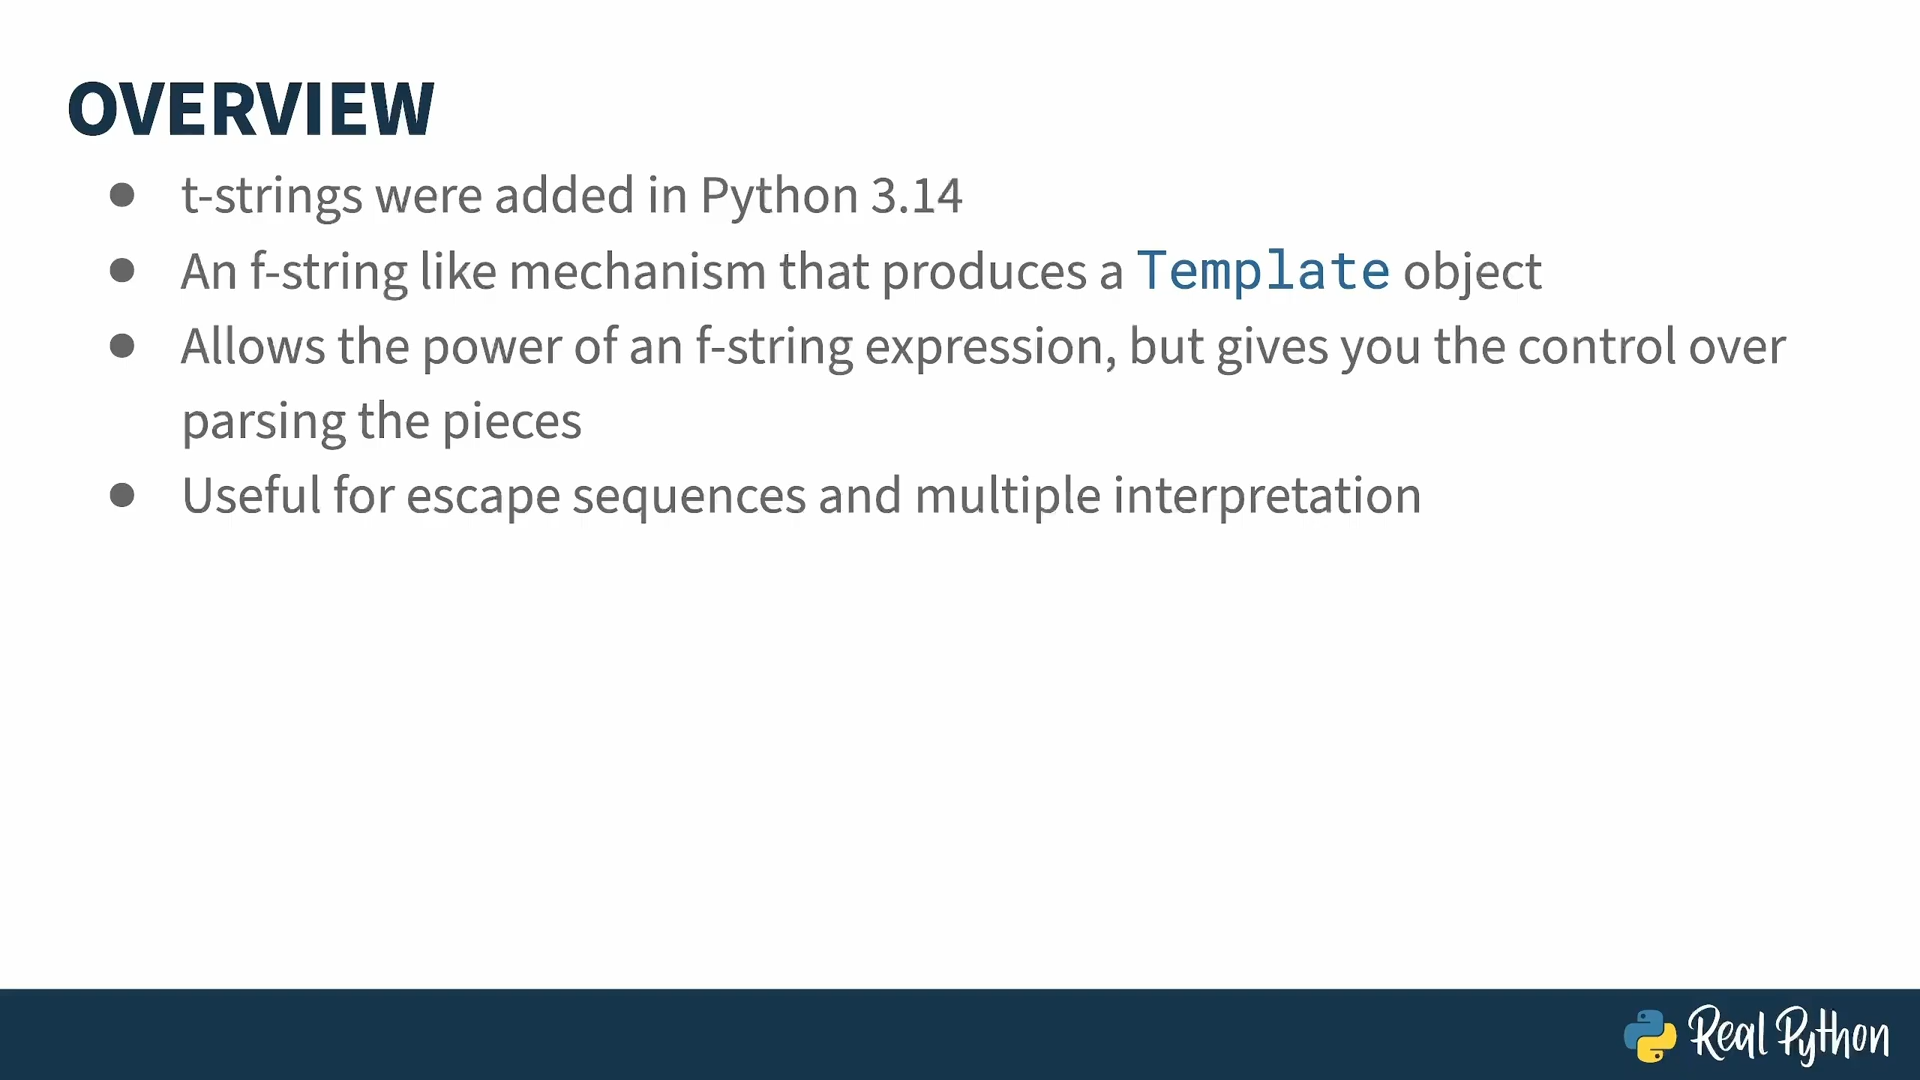 OVERVIEW
● t-strings were added in Python 3.14
● An f-string like mechanism that produces a Template object
● Allows the power of an f-string expression, but gives you the control over
parsing the pieces
● Useful for escape sequences and multiple interpretation
Real Python